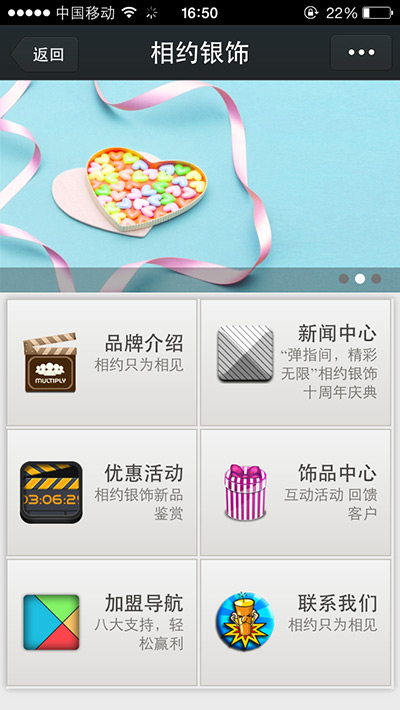 中国移动 16:50 22%
返回 相约银饰
品牌介绍
相约只为相见
MULTIPLY
新闻中心
“弹指间，精彩
无限”相约银饰
十周年庆典
优惠活动
相约银饰新品
鉴赏
03:06:29
饰品中心
互动活动 回馈
客户
加盟导航
八大支持，轻
松赢利
联系我们
相约只为相见